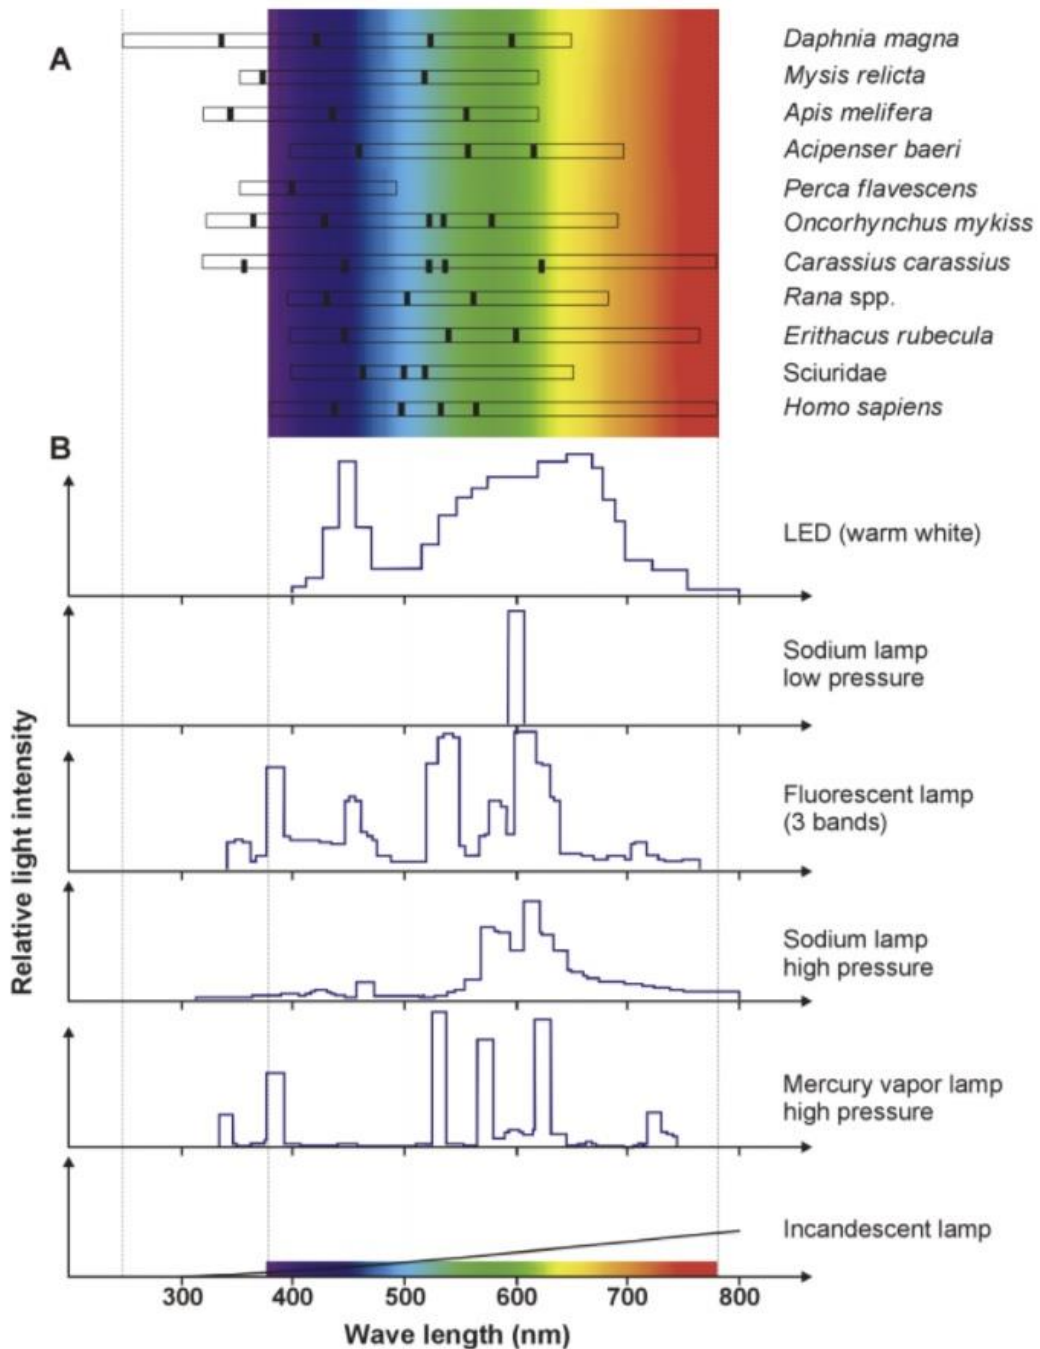 A
Daphnia magna
Mysis relicta
Apis melifera
Acipenser baeri
Perca flavescens
Oncorhynchus mykiss
Carassius carassius
Rana spp.
Erithacus rubecula
Sciuridae
Homo sapiens
B
Relative light intensity
LED (warm white)
Sodium lamp
low pressure
Fluorescent lamp
(3 bands)
Sodium lamp
high pressure
Mercury vapor lamp
high pressure
Incandescent lamp
300 400 500 600 700 800
Wave length (nm)